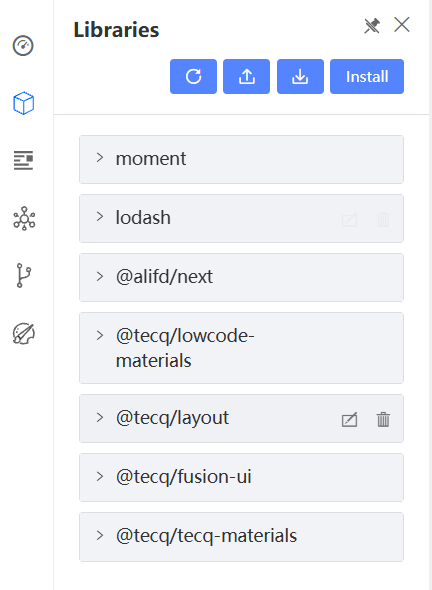 Libraries
Install
moment
lodash
@alifd/next
@tecq/lowcode-
materials
@tecq/layout
@tecq/fusion-ui
@tecq/tecq-materials